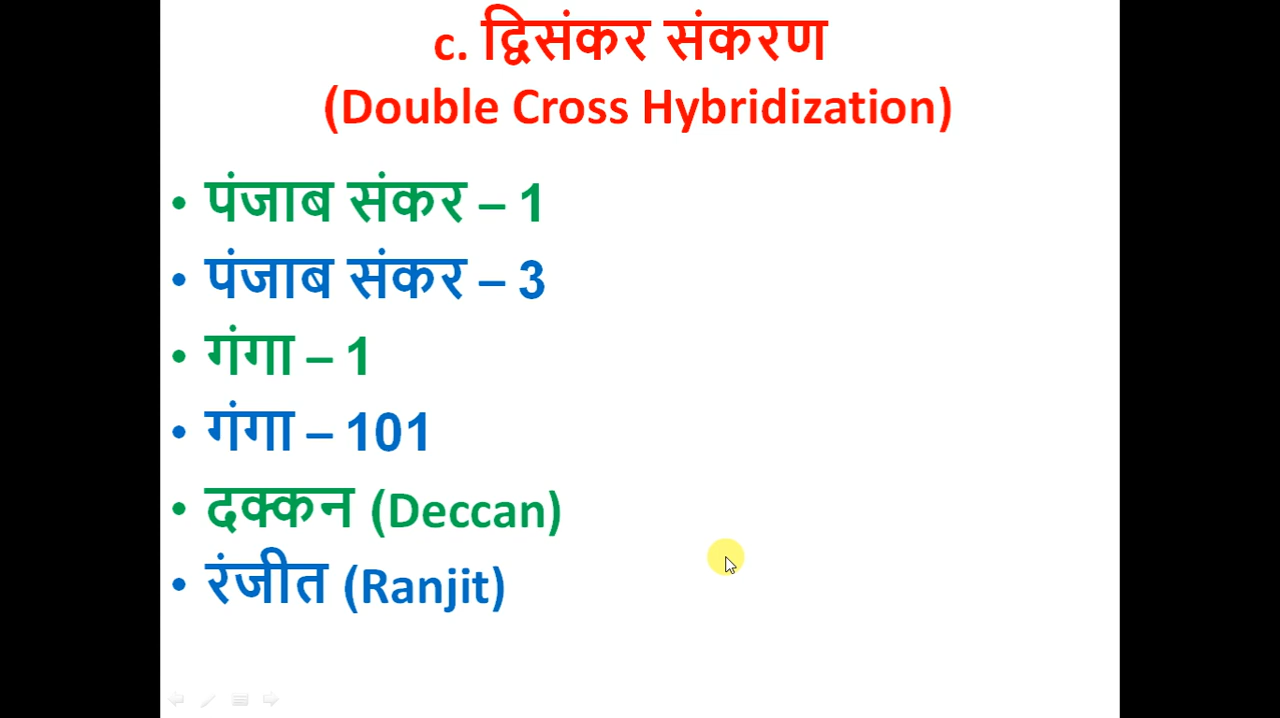 c. द्विसंकर संकरण
(Double Cross Hybridization)
• पंजाब संकर – 1
• पंजाब संकर – 3
• गंगा – 1
• गंगा – 101
• दक्कन (Deccan)
• रंजीत (Ranjit)